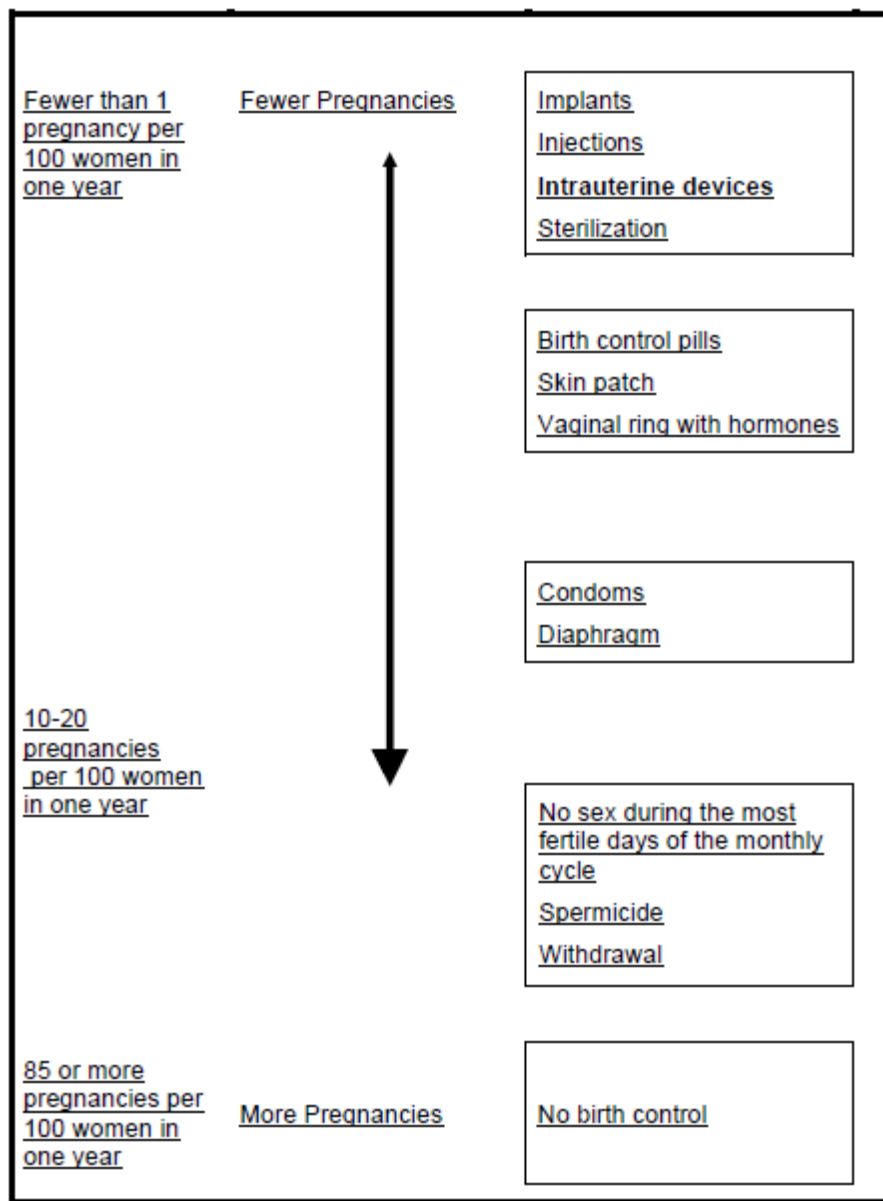 Fewer than 1
pregnancy per
100 women in
one year
Fewer Pregnancies
Implants
Injections
Intrauterine devices
Sterilization
Birth control pills
Skin patch
Vaginal ring with hormones
Condoms
Diaphragm
10-20
pregnancies
per 100 women
in one year
No sex during the most
fertile days of the monthly
cycle
Spermicide
Withdrawal
85 or more
pregnancies per
100 women in
one year
More Pregnancies
No birth control